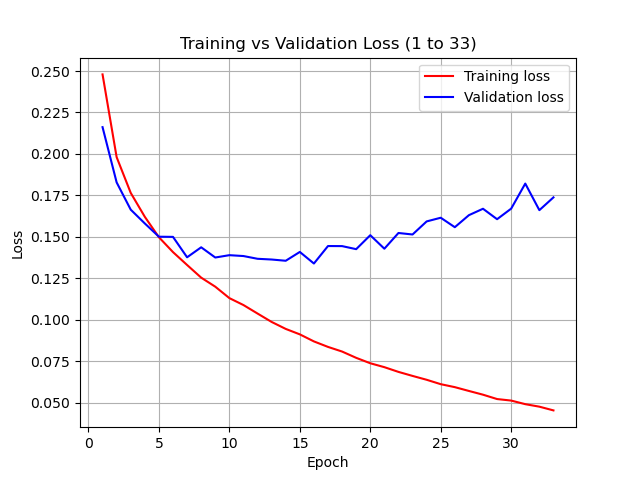 Training vs Validation Loss (1 to 33)
Training loss
Validation loss
0.250
0.225
0.200
0.175
0.150
0.125
0.100
0.075
0.050
Loss
0 5 10 15 20 25 30
Epoch